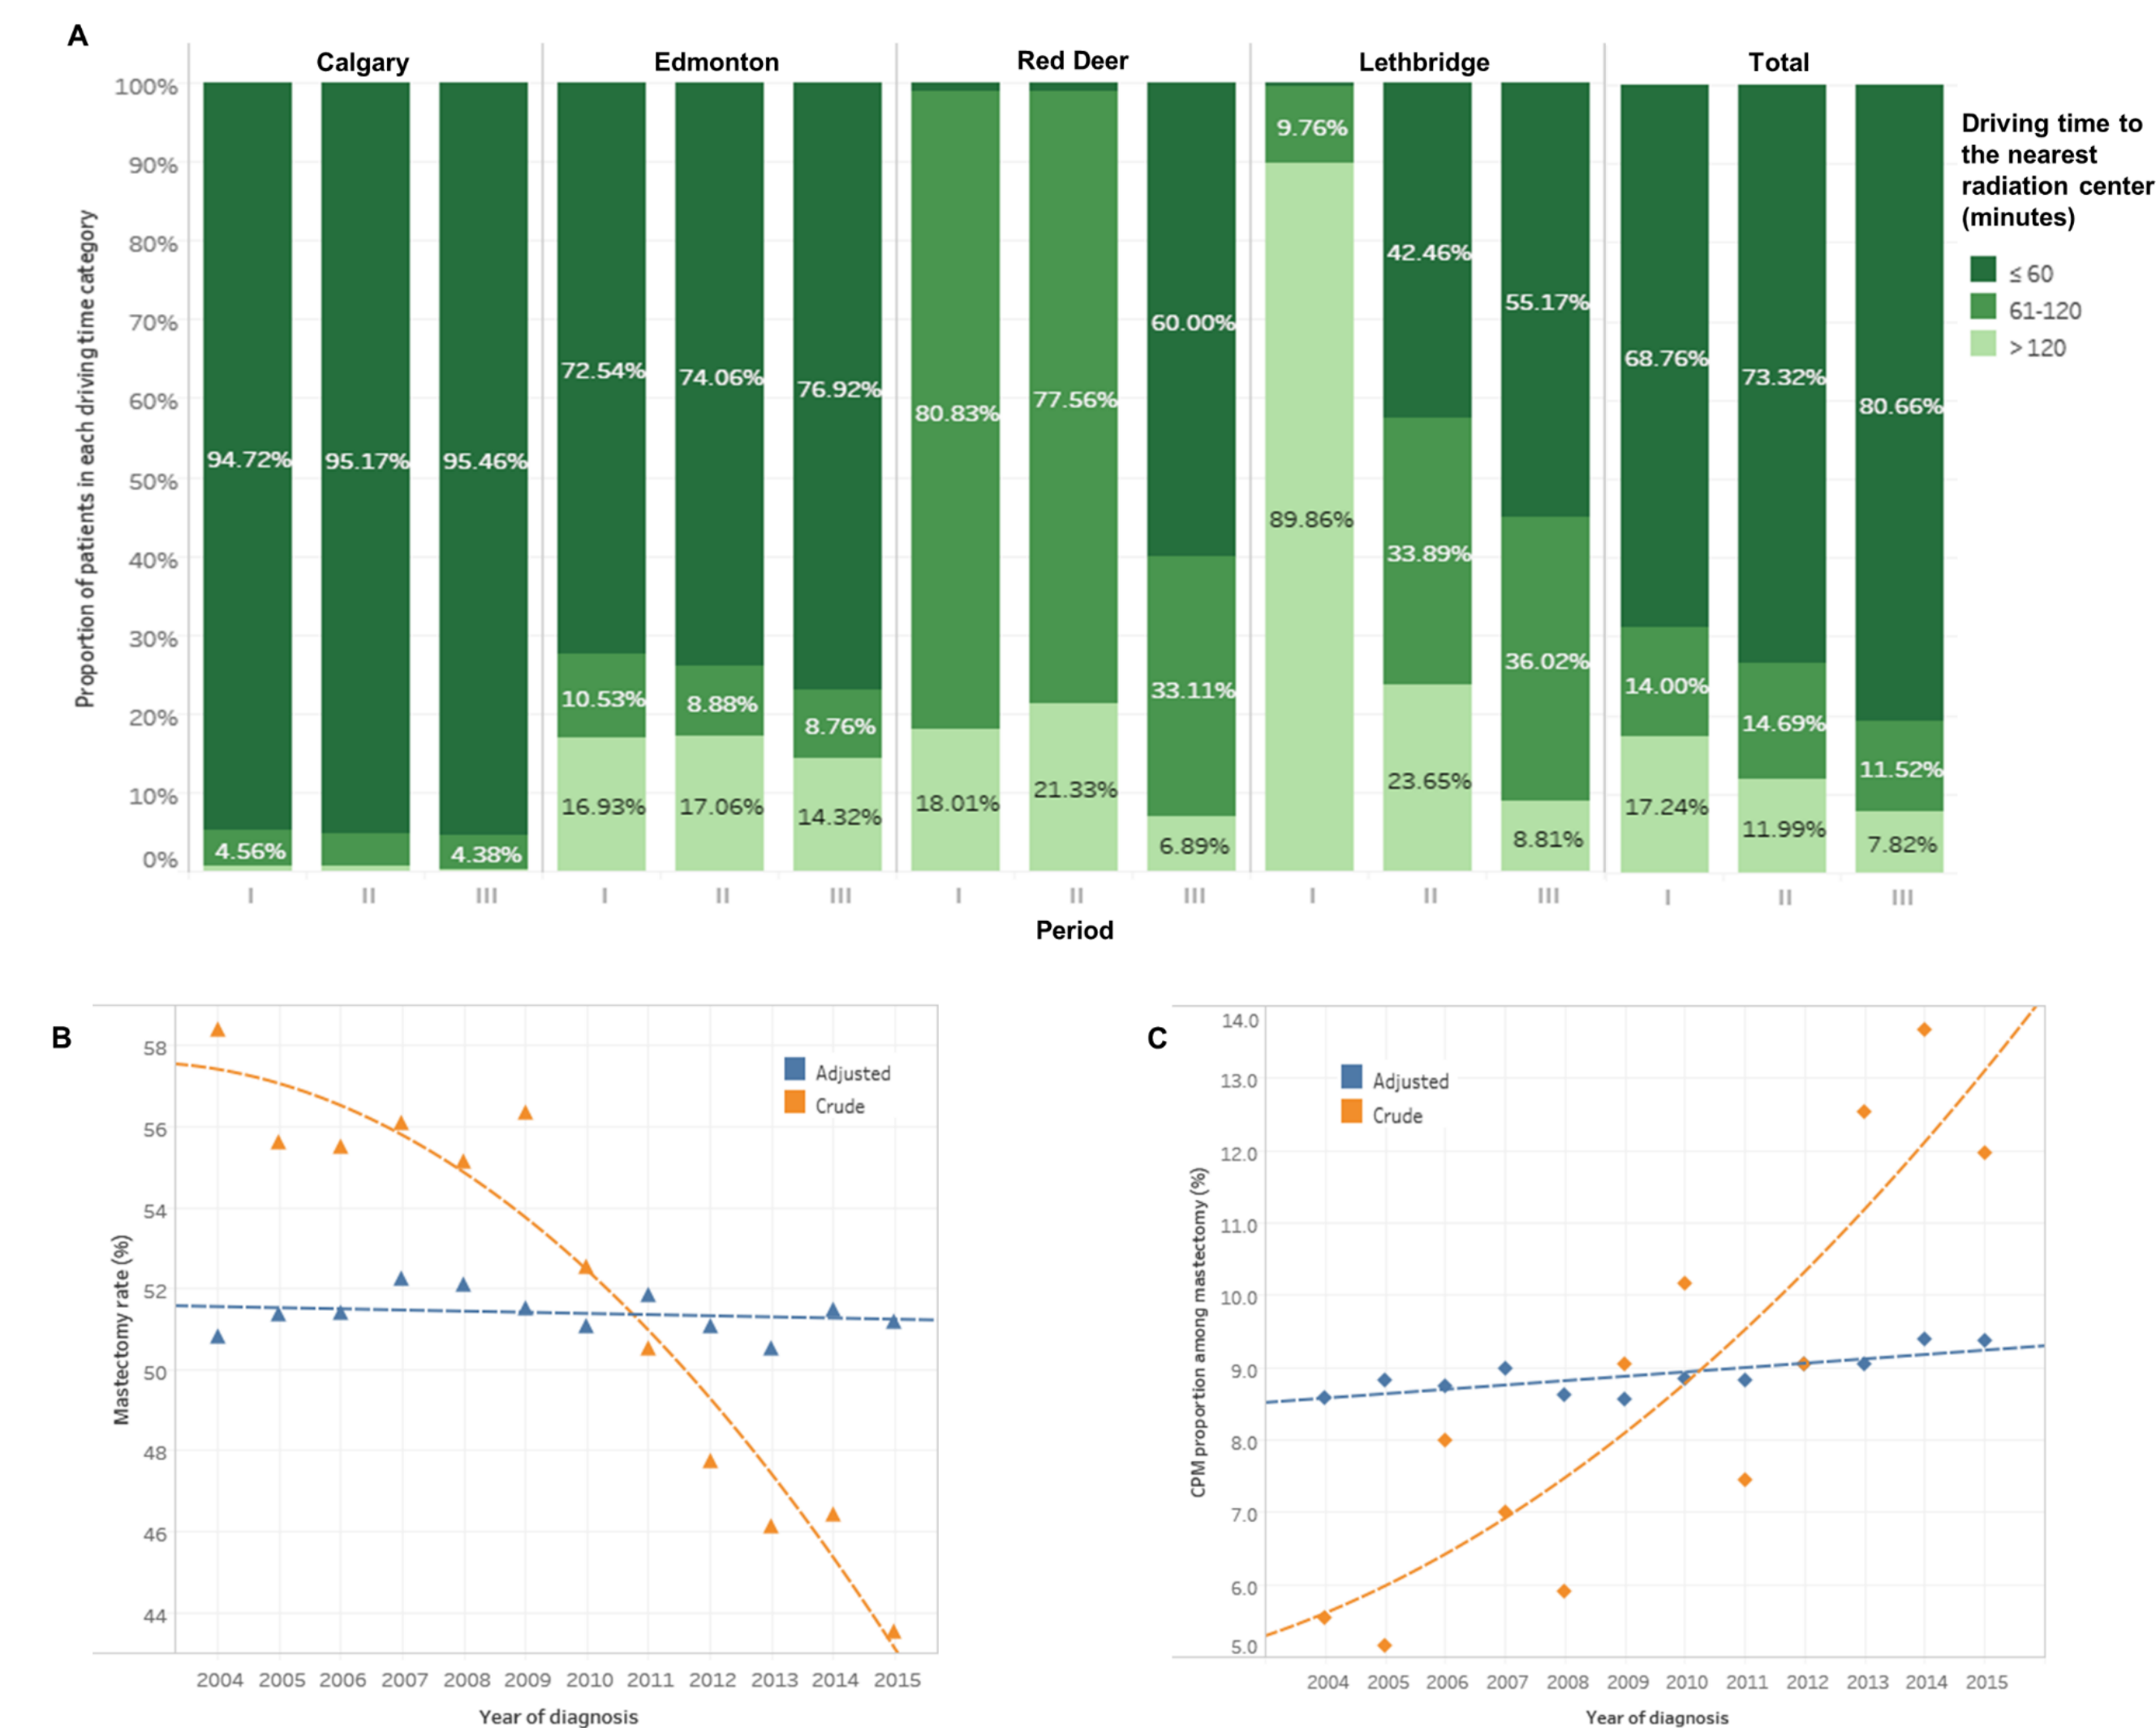 A
Calgary Edmonton Red Deer Lethbridge Total
100%
90%
80%
70%
60%
50%
40%
30%
20%
10%
0%
Proportion of patients in each driving time category
94.72% 95.17% 95.46%
4.56% 4.38%
72.54% 74.06% 76.92%
10.53% 8.88% 8.76%
16.93% 17.06% 14.32%
80.83% 77.56% 60.00%
33.11%
18.01% 21.33% 6.89%
9.76% 42.46% 55.17%
33.89% 36.02%
89.86% 23.65% 8.81%
68.76% 73.32% 80.66%
14.00% 14.69% 11.52%
17.24% 11.99% 7.82%
I II III I II III I II III I II III I II III
Period
Driving time to
the nearest
radiation center
(minutes)
≤ 60
61-120
> 120
B
58
56
54
52
50
48
46
44
Mastectomy rate (%)
Adjusted
Crude
2004 2005 2006 2007 2008 2009 2010 2011 2012 2013 2014 2015
Year of diagnosis
C
14.0
13.0
12.0
11.0
10.0
9.0
8.0
7.0
6.0
5.0
CPM proportion among mastectomy (%)
Adjusted
Crude
2004 2005 2006 2007 2008 2009 2010 2011 2012 2013 2014 2015
Year of diagnosis